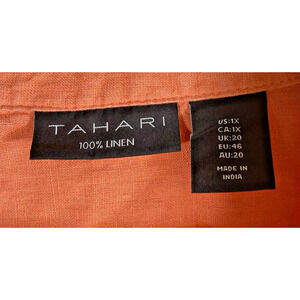 TAHARI
100% LINEN
US:1X
CA:1X
UK:20
EU:46
AU:20
MADE IN
INDIA